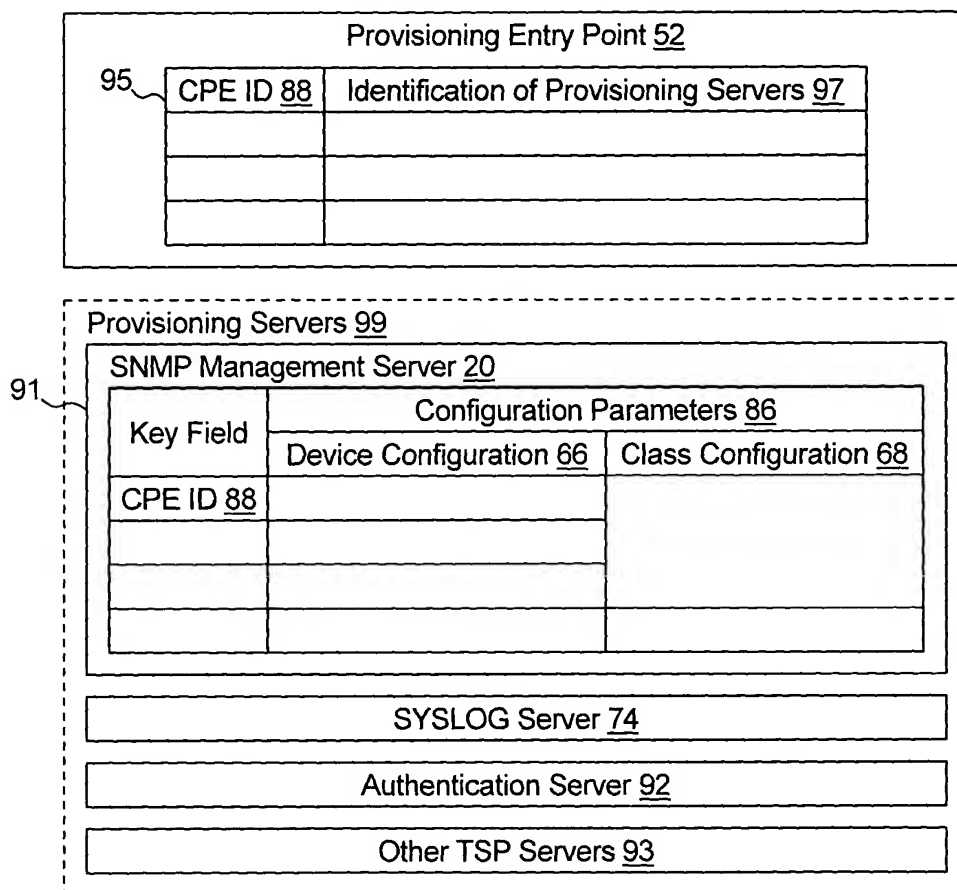 Provisioning Entry Point 52
95
CPE ID 88
Identification of Provisioning Servers 97
Provisioning Servers 99
SNMP Management Server 20
91
Key Field
Configuration Parameters 86
Device Configuration 66
Class Configuration 68
CPE ID 88
SYSLOG Server 74
Authentication Server 92
Other TSP Servers 93